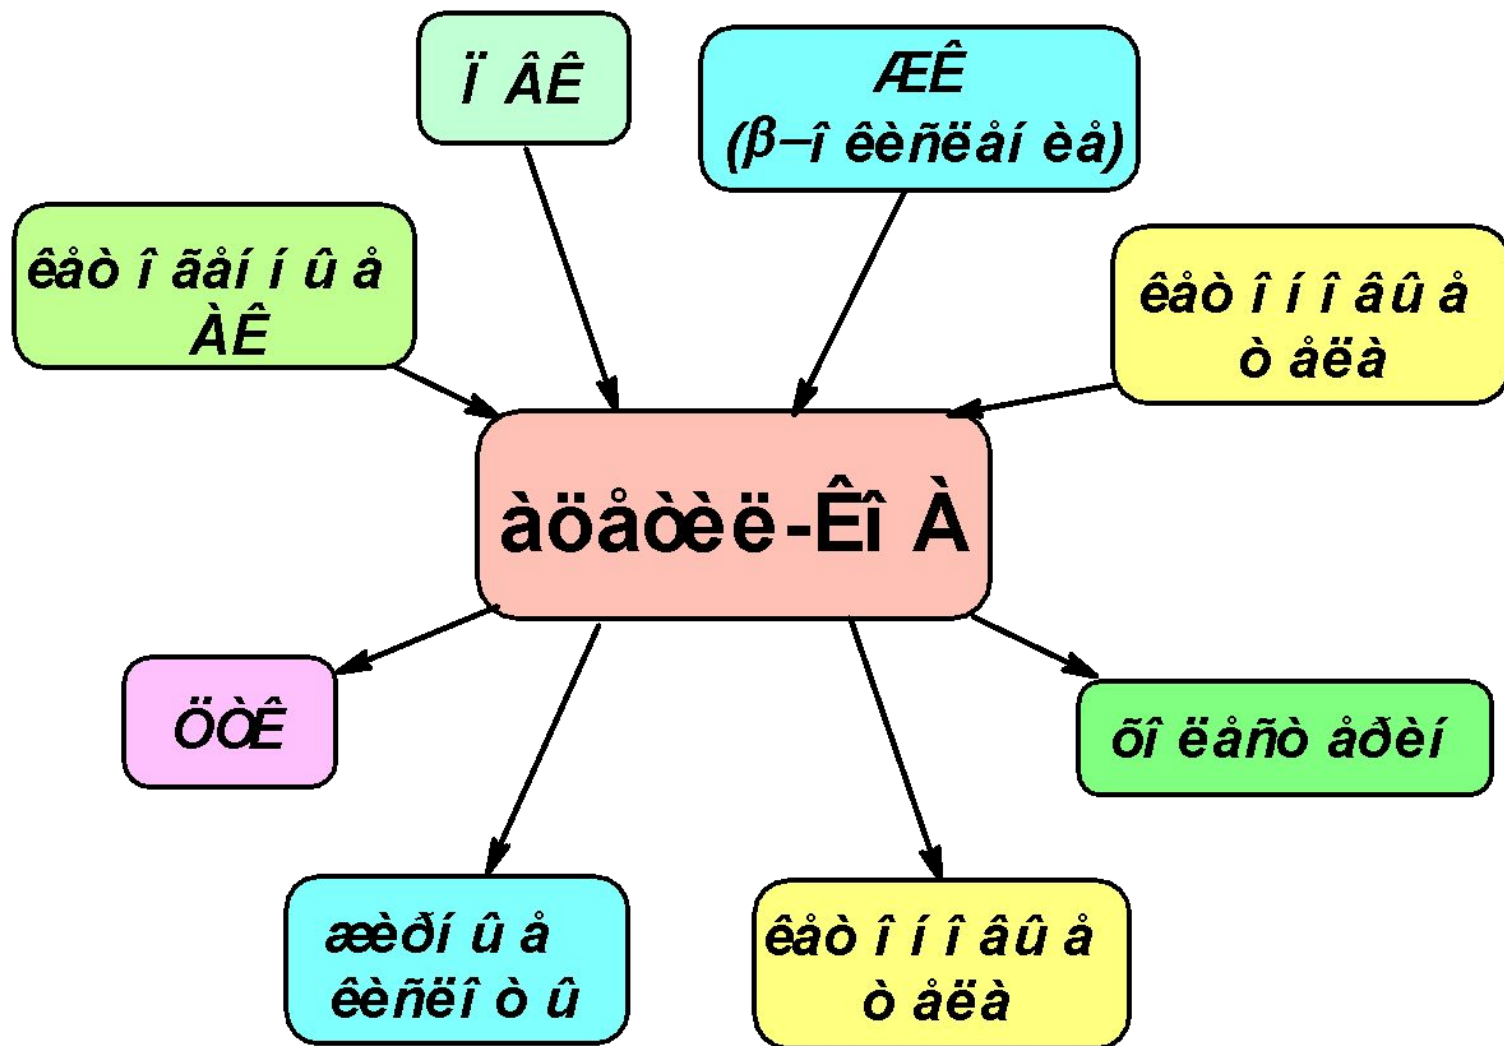 Ï ÂÊ
ÆÊ
(β–î êèñëåí èå)
êåò î ãåí í û å
ÀÊ
êåò î í î âû å
ò åëà
àöåòèë-Êî À
ÖÒÊ
õî ëåñò åðèí
æèðí û å
êèñëî ò û
êåò î í î âû å
ò åëà